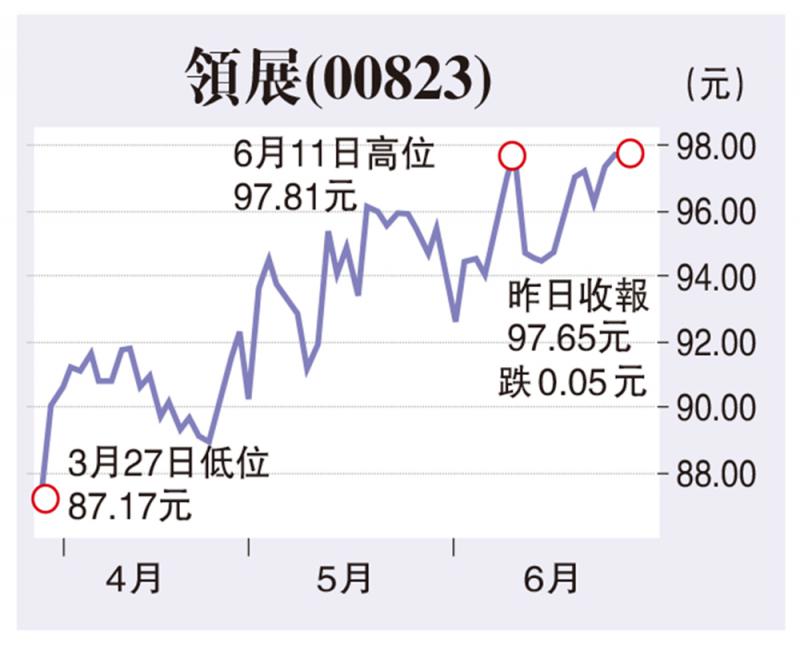 領展(00823)
(元)
98.00
96.00
94.00
92.00
90.00
88.00
6月11日高位
97.81元
昨日收報
97.65元
跌0.05元
3月27日低位
87.17元
4月
5月
6月